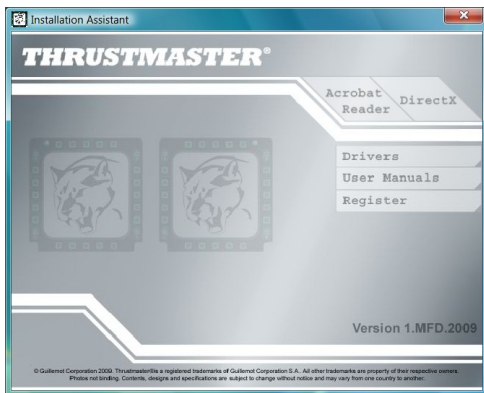 Installation Assistant
THRUSTMASTER®
Acrobat
Reader
DirectX
Drivers
User Manuals
Register
Version 1.MFD.2009
© Guillemot Corporation 2009. Thrustmaster®is a registered trademarks of Guillemot Corporation S.A.. All other trademarks are property of their respective owners.
Photos not binding. Contents, designs and specifications are subject to change without notice and may vary from one country to another.